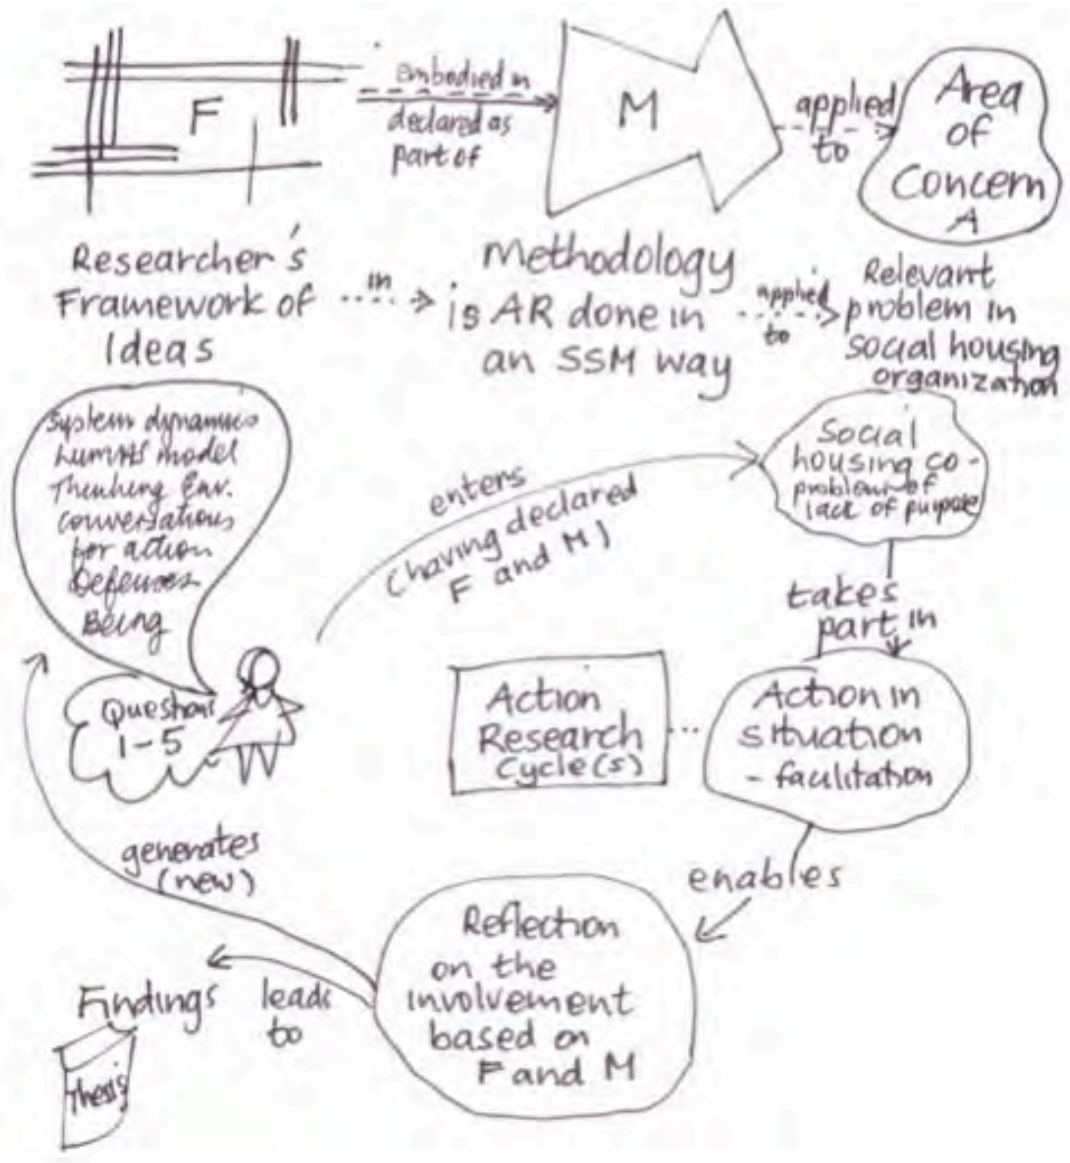 F
embodied in
declared as
part of
M
applied
to
Area
of
Concern
A
Researcher's
Framework of
Ideas
in
Methodology
is AR done in
an SSM way
applied
to
Relevant
problem in
social housing
organization
System dynamics
model
Thinking Env.
conversations
for action
Defences
Being
Questions
1-5
enters
(having declared
F and M)
Social
housing co -
problem of
lack of purpose
takes
part in
Action
Research
Cycle(s)
Action in
situation
- facilitation
enables
Reflection
on the
involvement
based on
F and M
generates
(new)
leads
to
Findings
Thesis